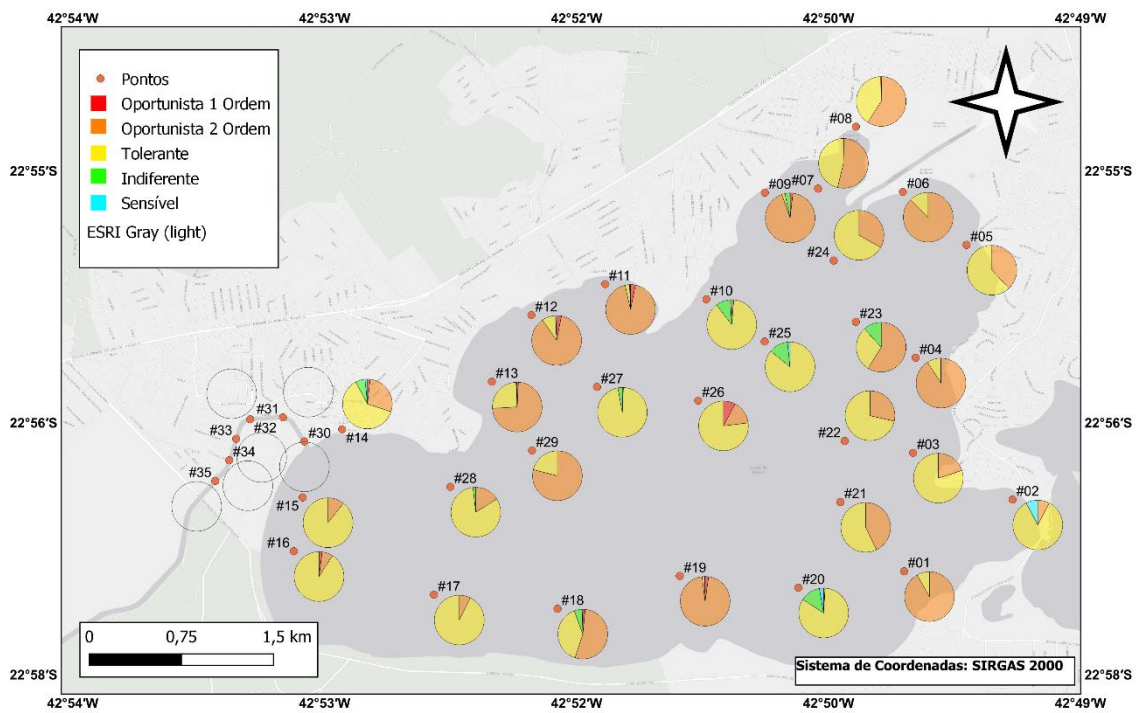 42°54'W 42°53'W 42°52'W 42°50'W 42°49'W
Pontos
Oportunista 1 Ordem
Oportunista 2 Ordem
Tolerante
Indiferente
Sensível
ESRI Gray (light)
#08
22°55'S 22°55'S
#09 #07 #06
#24 #05
#11
#12 #10
#23
#25 #04
#13 #27
#26
22°56'S 22°56'S
#31
#33 #32 #30 #14
#22
#34 #29 #03
#35 #28
#15 #21 #02
#16
#19 #01
#17 #20
#18
0 0,75 1,5 km
Sistema de Coordenadas: SIRGAS 2000
22°58'S 22°58'S
42°54'W 42°53'W 42°52'W 42°50'W 42°49'W